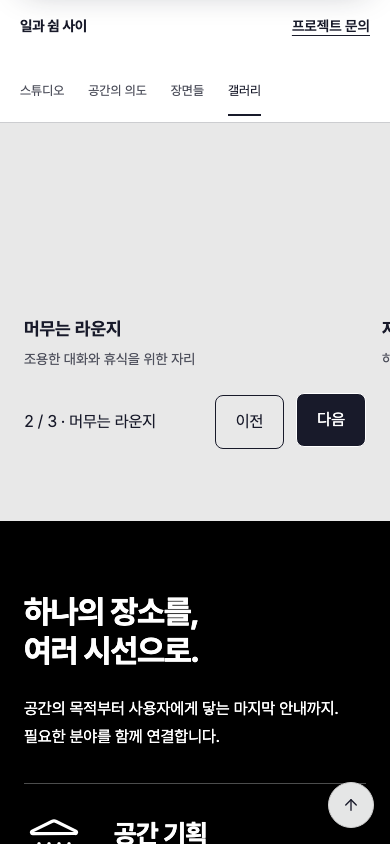 일과 쉼 사이
프로젝트 문의
스튜디오 공간의 의도 장면들 갤러리
머무는 라운지
조용한 대화와 휴식을 위한 자리
2 / 3 · 머무는 라운지
이전
다음
하나의 장소를,
여러 시선으로.
공간의 목적부터 사용자에게 닿는 마지막 안내까지.
필요한 분야를 함께 연결합니다.
공간 기획